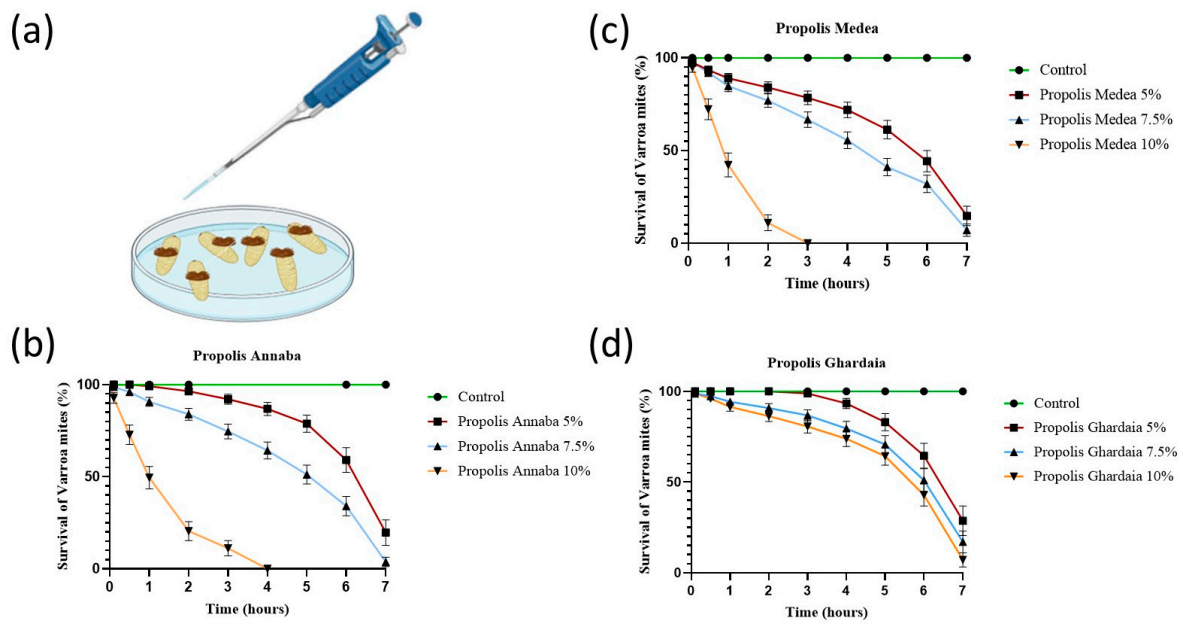 (a)
(c)
Propolis Medea
Survival of Varroa mites (%)
100
50
0
0 1 2 3 4 5 6 7
Time (hours)
Control
Propolis Medea 5%
Propolis Medea 7.5%
Propolis Medea 10%
(b)
Propolis Annaba
Survival of Varroa mites (%)
100
50
0
0 1 2 3 4 5 6 7
Time (hours)
Control
Propolis Annaba 5%
Propolis Annaba 7.5%
Propolis Annaba 10%
(d)
Propolis Ghardaia
Survival of Varroa mites (%)
100
50
0
0 1 2 3 4 5 6 7
Time (hours)
Control
Propolis Ghardaia 5%
Propolis Ghardaia 7.5%
Propolis Ghardaia 10%